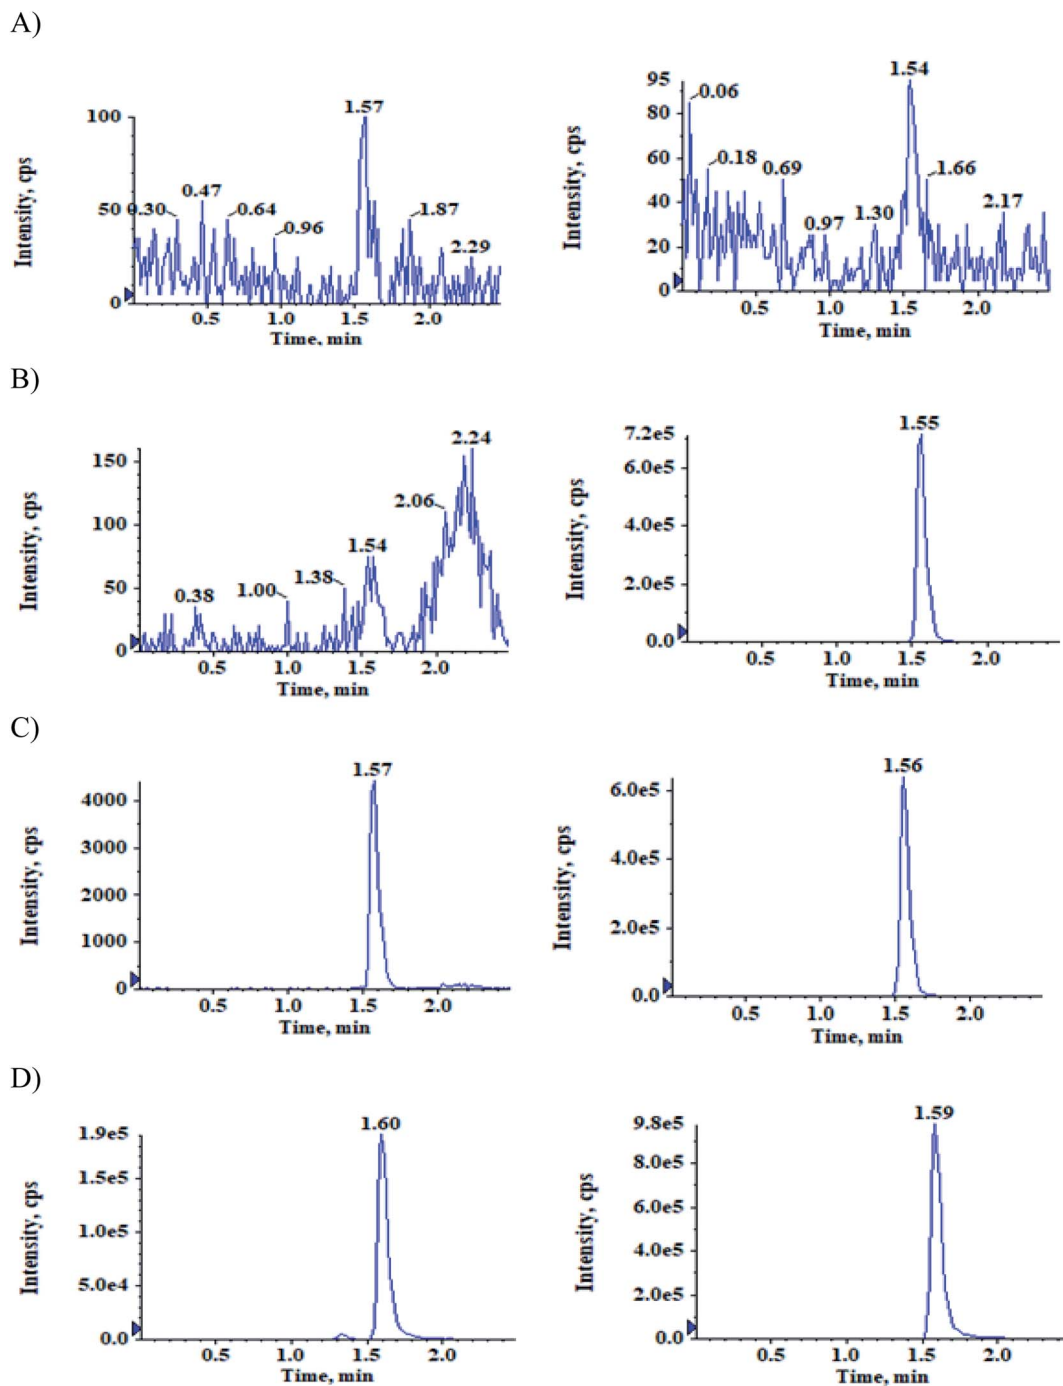 A)
Intensity, cps
100
50
0
0.30
0.47
0.64
0.96
1.57
1.87
2.29
0.5
1.0
1.5
2.0
Time, min
Intensity, cps
95
80
60
40
20
0
0.06
0.18
0.69
0.97
1.30
1.54
1.66
2.17
0.5
1.0
1.5
2.0
Time, min
B)
Intensity, cps
150
100
50
0
0.38
1.00
1.38
1.54
2.06
2.24
0.5
1.0
1.5
2.0
Time, min
Intensity, cps
7.2e5
6.0e5
4.0e5
2.0e5
0.0
1.55
0.5
1.0
1.5
2.0
Time, min
C)
Intensity, cps
4000
3000
2000
1000
0
1.57
0.5
1.0
1.5
2.0
Time, min
Intensity, cps
6.0e5
4.0e5
2.0e5
0.0
1.56
0.5
1.0
1.5
2.0
Time, min
D)
Intensity, cps
1.9e5
1.5e5
1.0e5
5.0e4
0.0
1.60
0.5
1.0
1.5
2.0
Time, min
Intensity, cps
9.8e5
8.0e5
6.0e5
4.0e5
2.0e5
0.0
1.59
0.5
1.0
1.5
2.0
Time, min